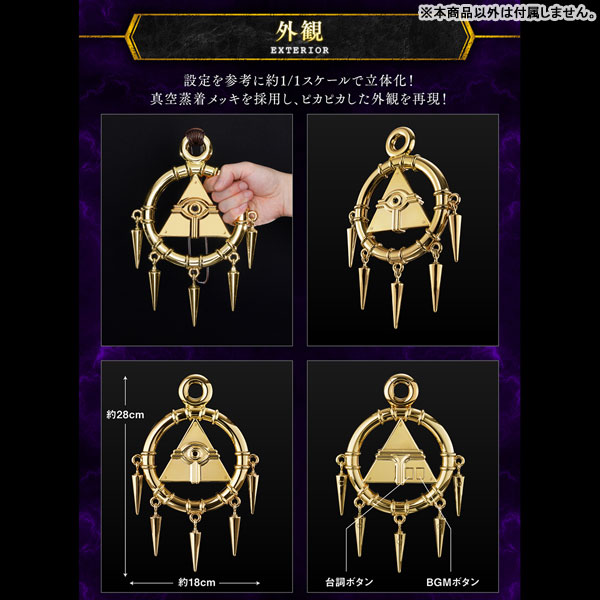 ※本商品以外は付属しません。
外観
EXTERIOR
設定を参考に約1/1スケールで立体化!
真空蒸着メッキを採用し、ピカピカした外観を再現!
約28cm
約18cm
台詞ボタン
BGMボタン